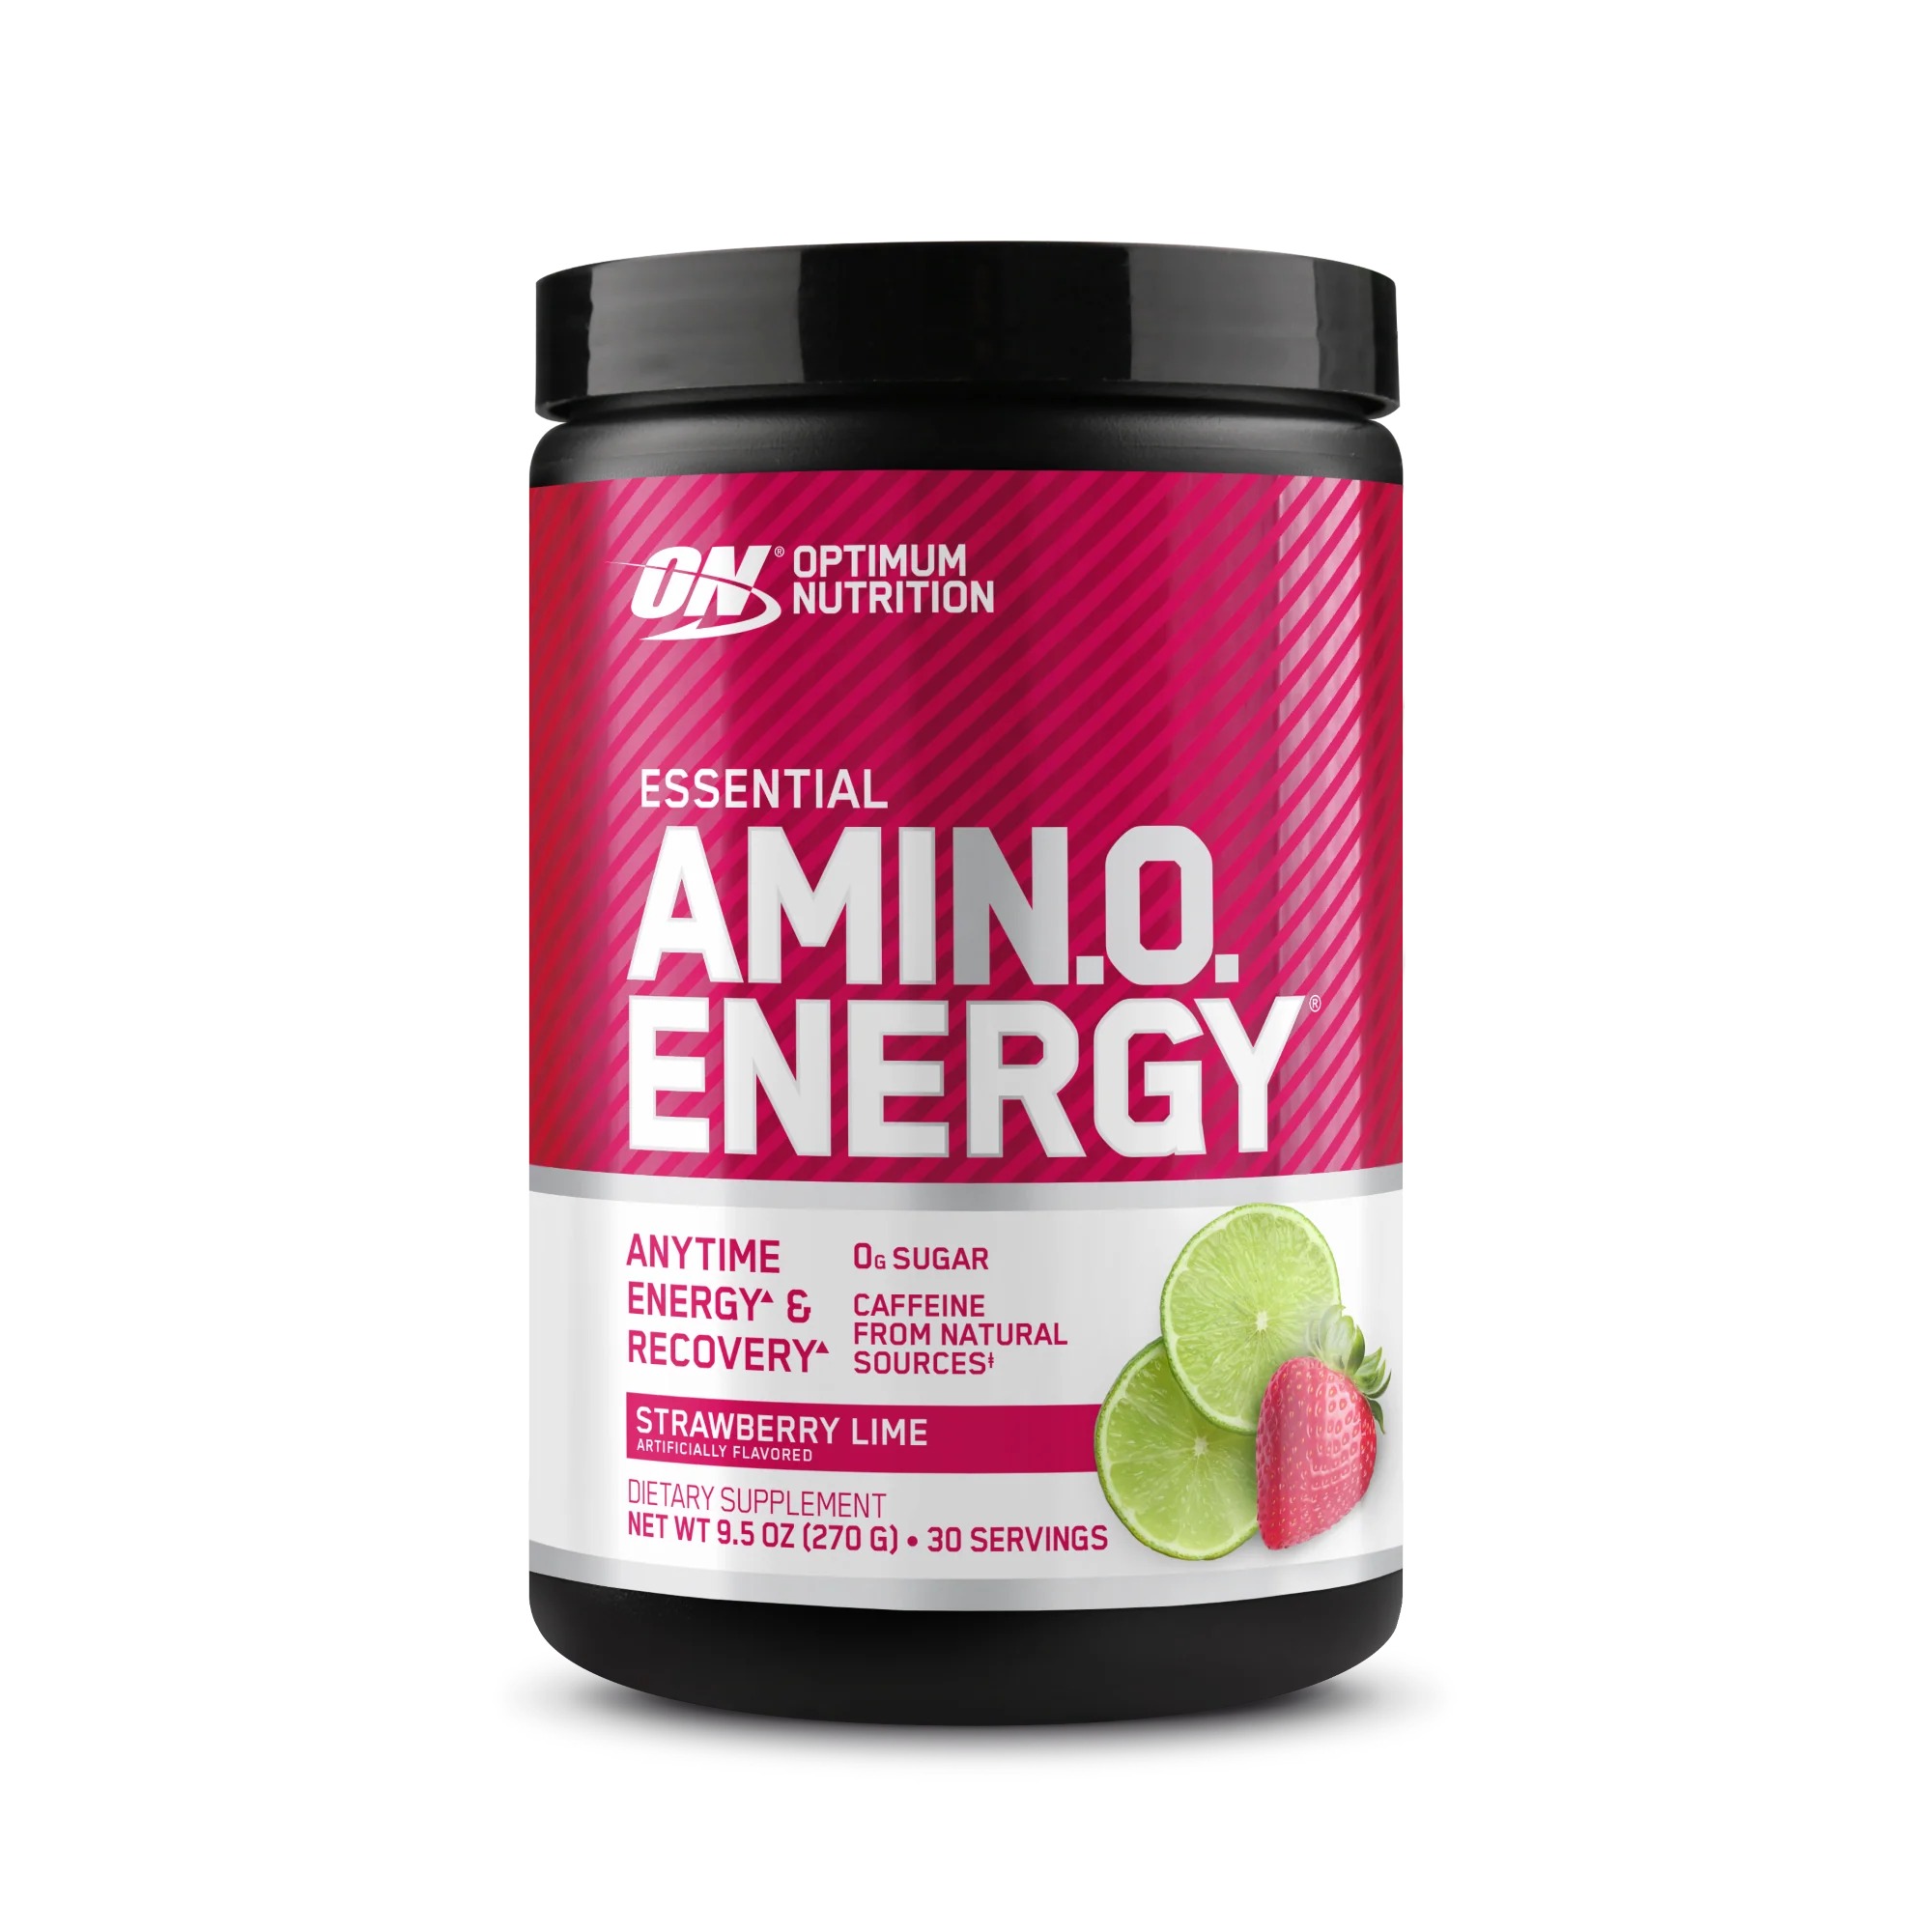 ON® OPTIMUM
NUTRITION
ESSENTIAL
AMIN.O.
ENERGY®
ANYTIME
ENERGY▲ &
RECOVERY▲
0G SUGAR
CAFFEINE
FROM NATURAL
SOURCES‡
STRAWBERRY LIME
ARTIFICIALLY FLAVORED
DIETARY SUPPLEMENT
NET WT 9.5 OZ (270 G) • 30 SERVINGS